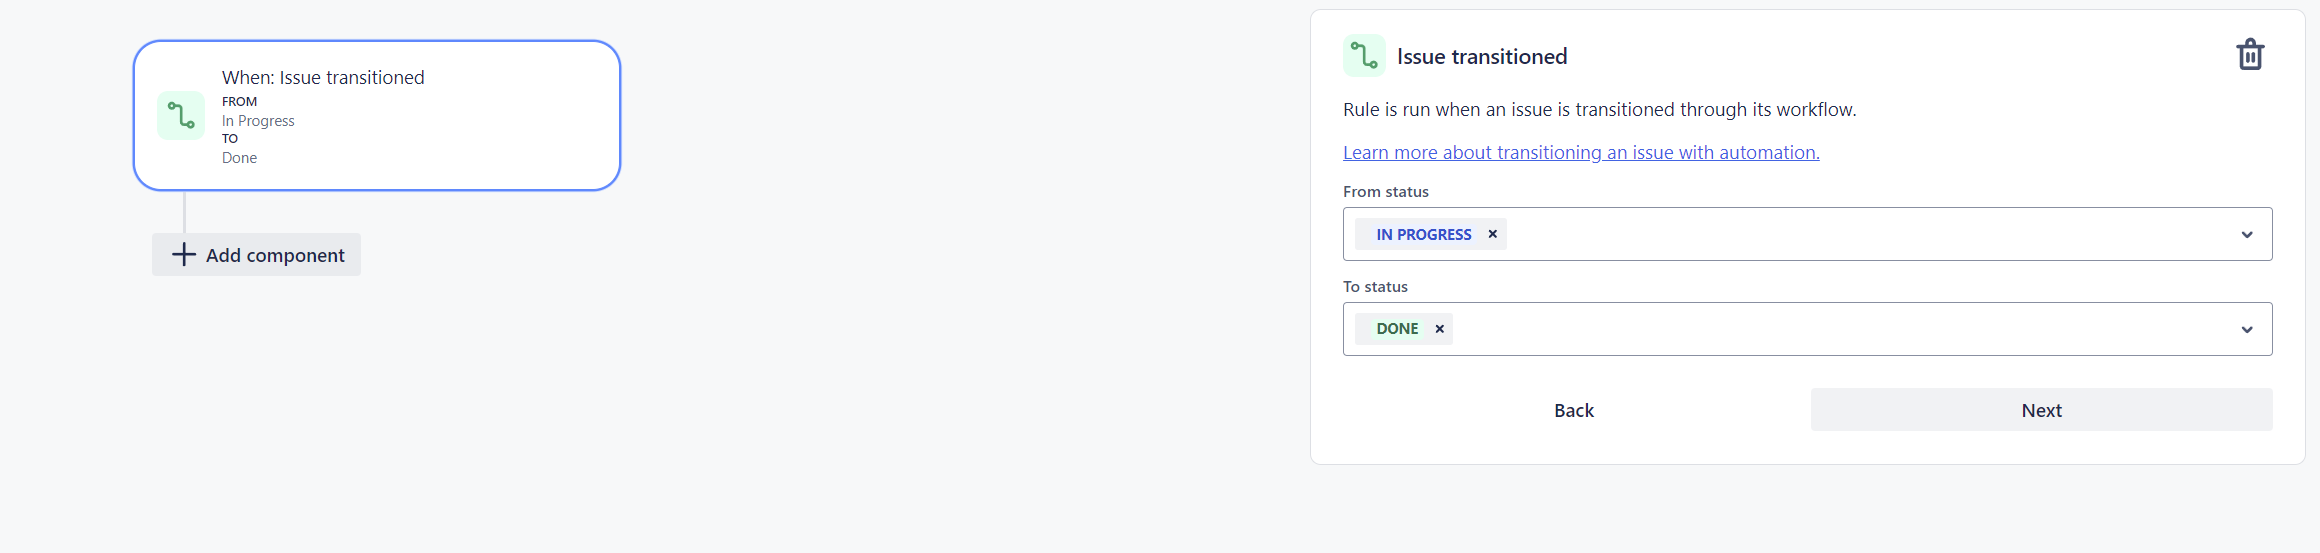 When: Issue transitioned
FROM
In Progress
TO
Done
Add component
Issue transitioned
Rule is run when an issue is transitioned through its workflow.
Learn more about transitioning an issue with automation.
From status
IN PROGRESS
To status
DONE
Back
Next